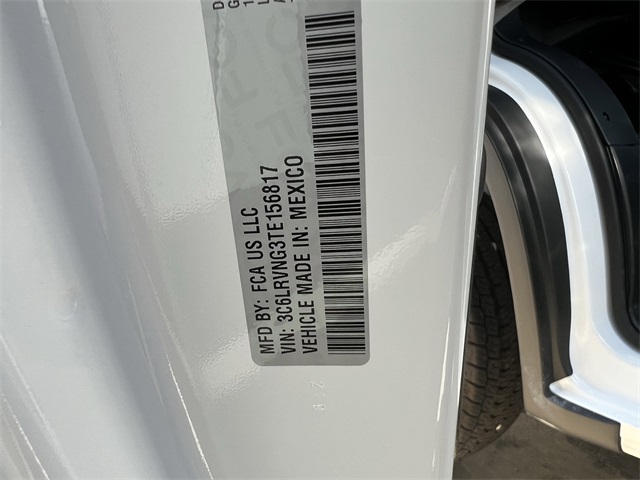 MFD BY: FCA US LLC
VIN: 3C6LRVNG3TE156817
VEHICLE MADE IN: MEXICO